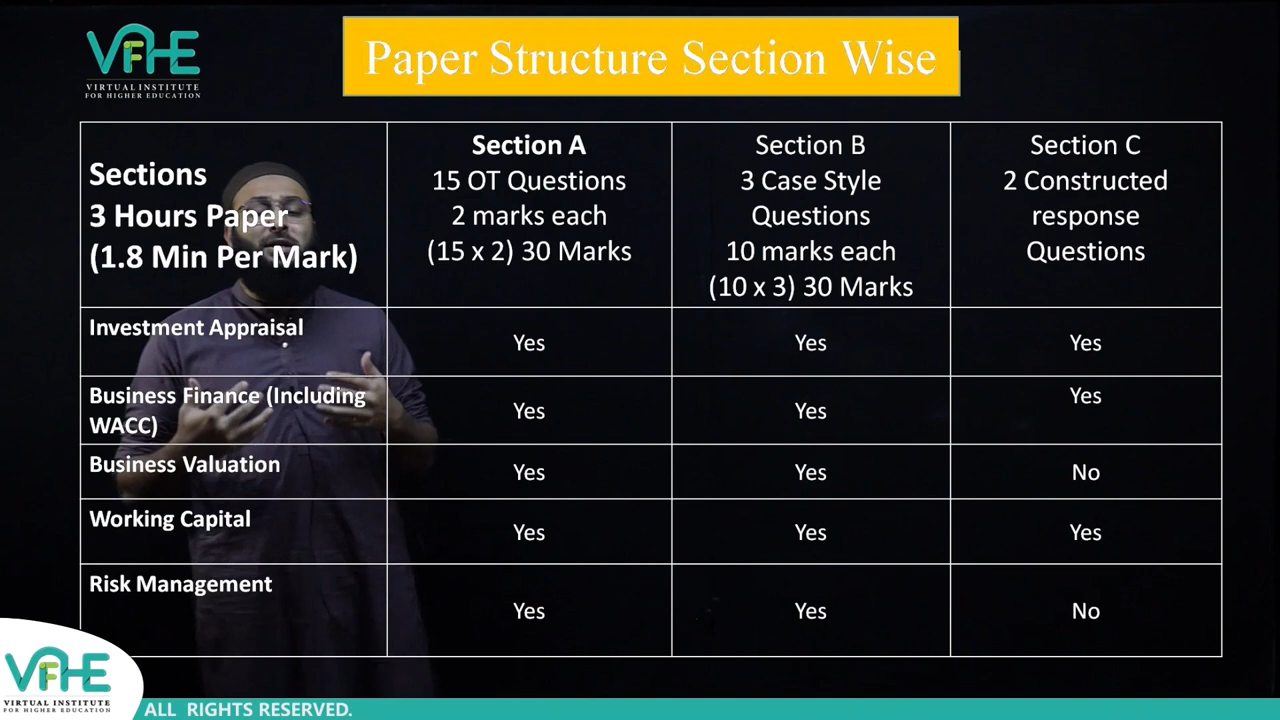 VFHE
VIRTUAL INSTITUTE
FOR HIGHER EDUCATION
Paper Structure Section Wise
Sections
3 Hours Paper
(1.8 Min Per Mark)
Section A
15 OT Questions
2 marks each
(15 x 2) 30 Marks
Section B
3 Case Style
Questions
10 marks each
(10 x 3) 30 Marks
Section C
2 Constructed
response
Questions
Investment Appraisal
Yes
Yes
Yes
Business Finance (Including
WACC)
Yes
Yes
Yes
Business Valuation
Yes
Yes
No
Working Capital
Yes
Yes
Yes
Risk Management
Yes
Yes
No
VFHE
VIRTUAL INSTITUTE
FOR HIGHER EDUCATION
ALL RIGHTS RESERVED.